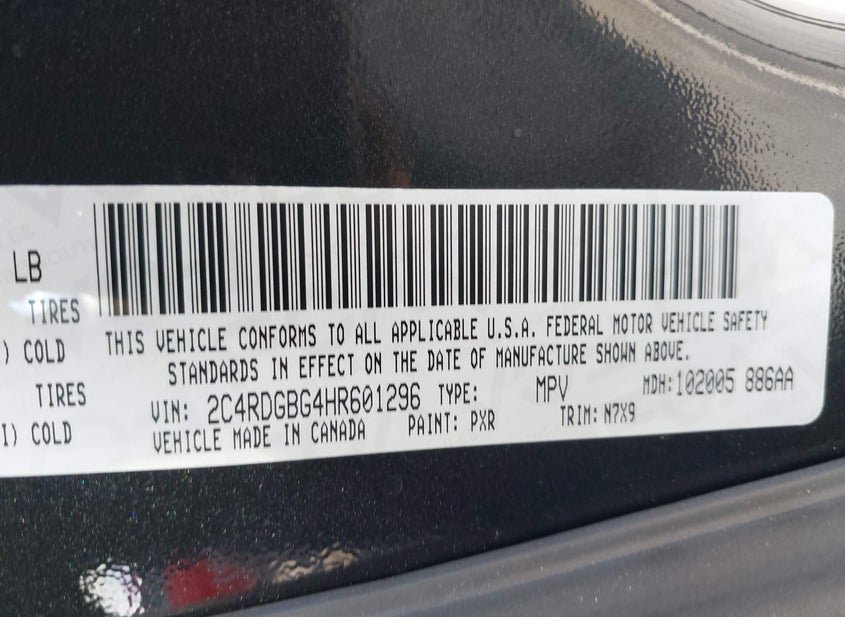 LB
TIRES
) COLD
TIRES
I) COLD
THIS VEHICLE CONFORMS TO ALL APPLICABLE U.S.A. FEDERAL MOTOR VEHICLE SAFETY
STANDARDS IN EFFECT ON THE DATE OF MANUFACTURE SHOWN ABOVE.
VIN: 2C4RDGBG4HR601296 TYPE: MPV MDH:102005 886AA
VEHICLE MADE IN CANADA PAINT: PXR TRIM: N7X9